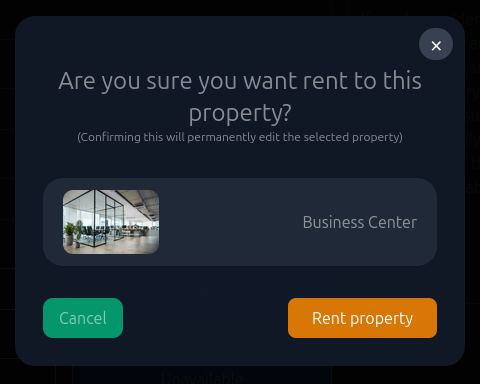 ×
Are you sure you want rent to this
property?
(Confirming this will permanently edit the selected property)
Business Center
Cancel
Rent property
Unavailable